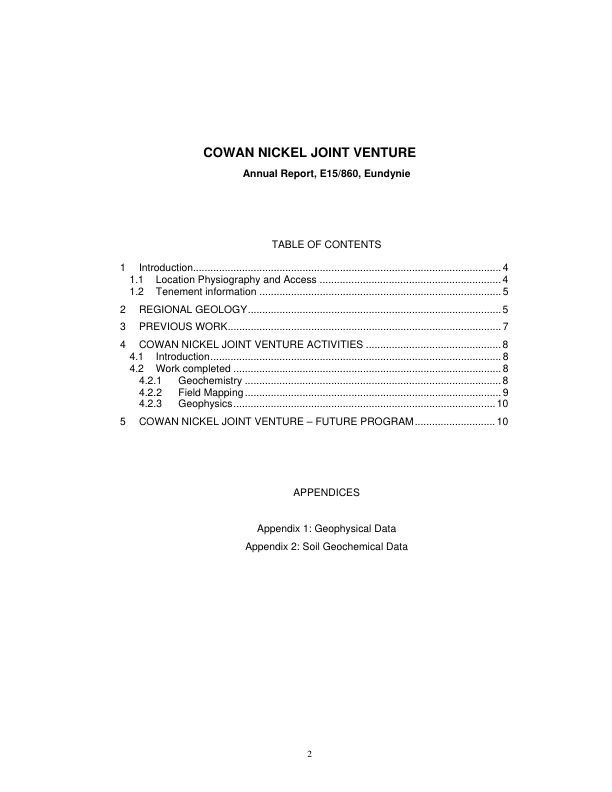 COWAN NICKEL JOINT VENTURE
Annual Report, E15/860, Eundynie
TABLE OF CONTENTS
1 Introduction.......................................................................................................... 4
1.1 Location Physiography and Access .............................................................. 4
1.2 Tenement information ................................................................................... 5
2 REGIONAL GEOLOGY....................................................................................... 5
3 PREVIOUS WORK.............................................................................................. 7
4 COWAN NICKEL JOINT VENTURE ACTIVITIES .............................................. 8
4.1 Introduction.................................................................................................... 8
4.2 Work completed ............................................................................................ 8
4.2.1 Geochemistry ........................................................................................ 8
4.2.2 Field Mapping........................................................................................ 9
4.2.3 Geophysics.......................................................................................... 10
5 COWAN NICKEL JOINT VENTURE – FUTURE PROGRAM........................... 10
APPENDICES
Appendix 1: Geophysical Data
Appendix 2: Soil Geochemical Data
2